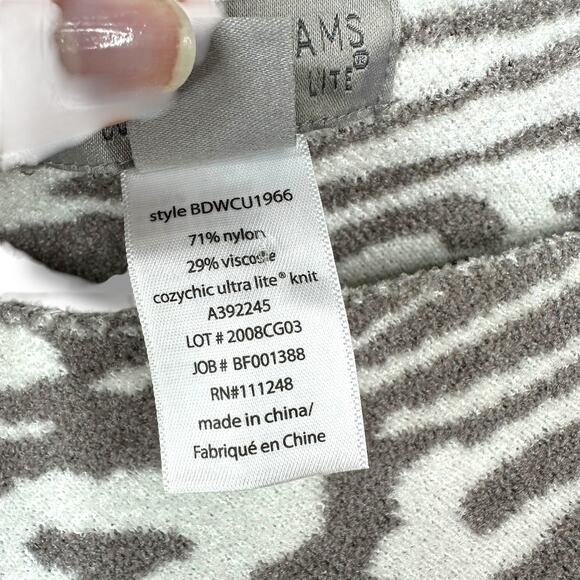 AMS
LITE®
style BDWCU1966
71% nylon
29% viscose
cozychic ultra lite® knit
A392245
LOT # 2008CG03
JOB # BF001388
RN#111248
made in china/
Fabriqué en Chine